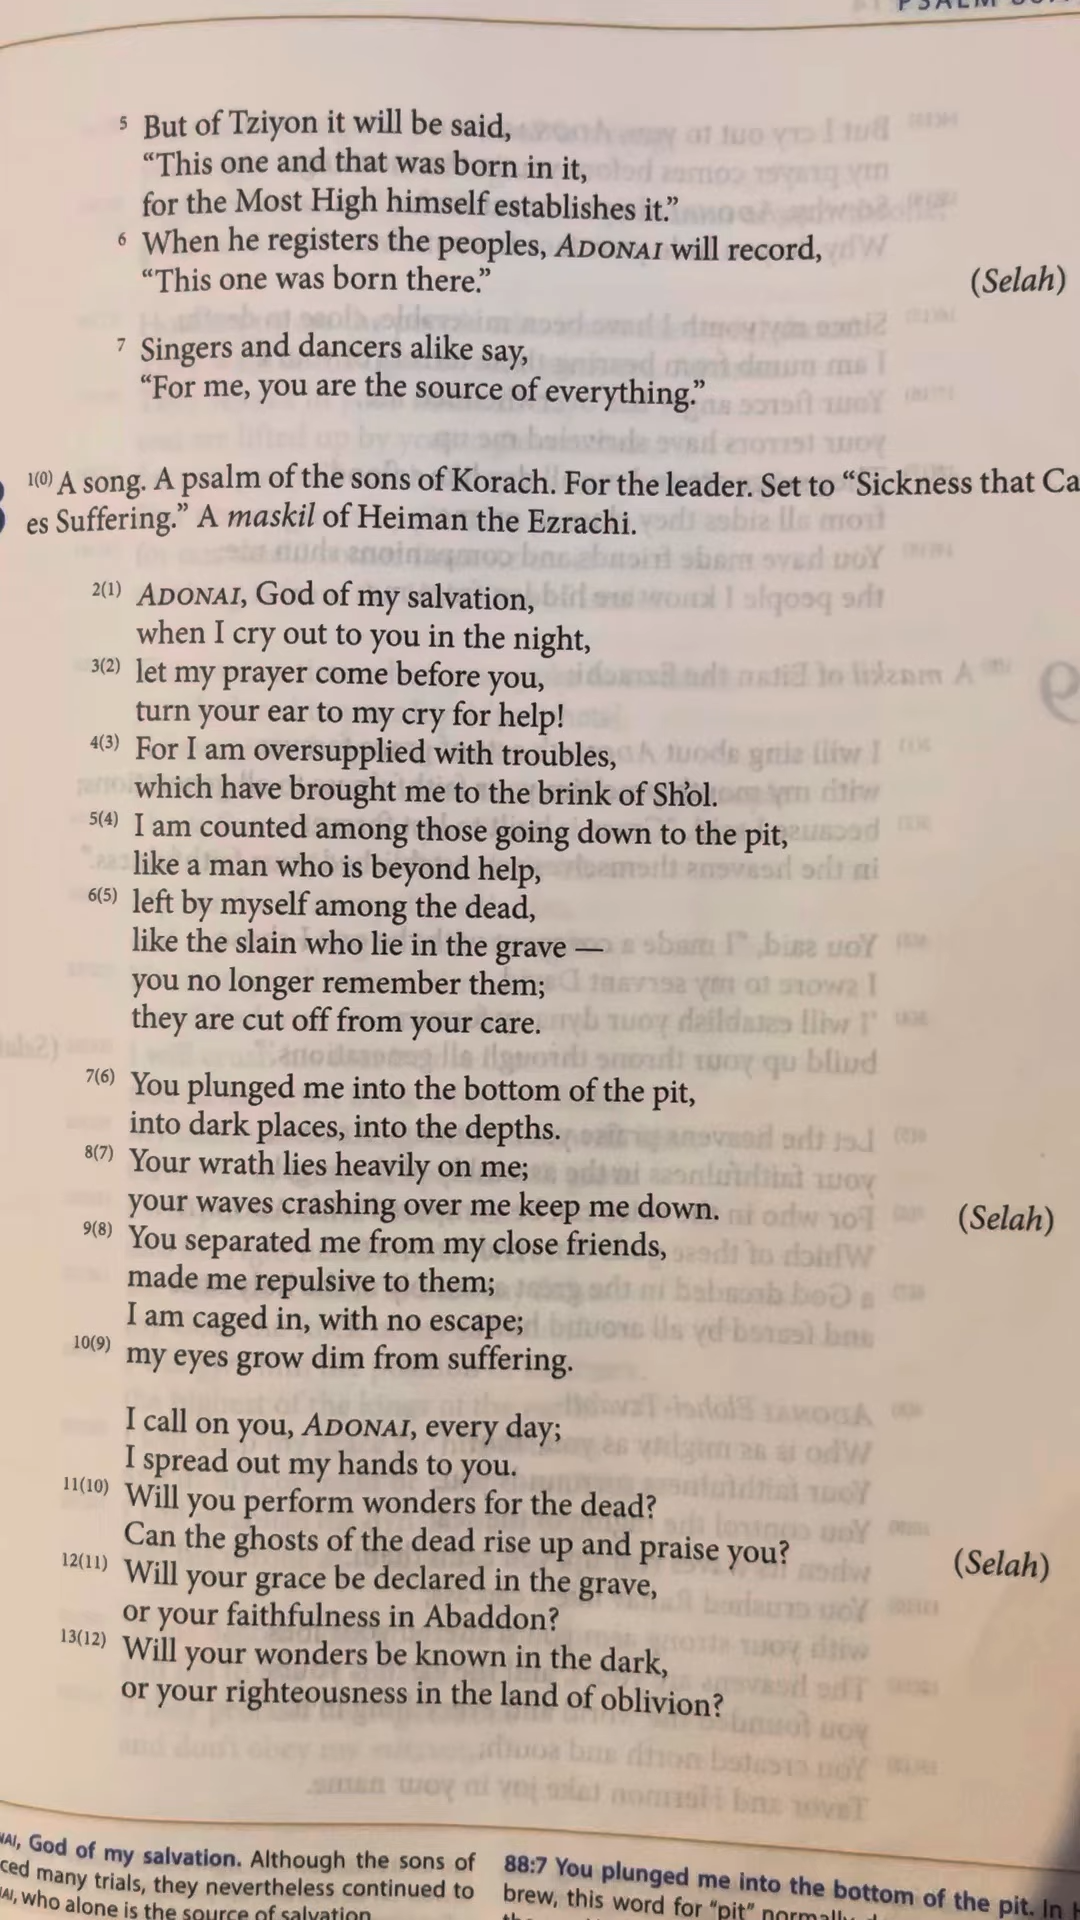 5 But of Tziyon it will be said,
“This one and that was born in it,
for the Most High himself establishes it.”
6 When he registers the peoples, ADONAI will record,
“This one was born there.” (Selah)
7 Singers and dancers alike say,
“For me, you are the source of everything.”
1(0) A song. A psalm of the sons of Korach. For the leader. Set to “Sickness that Ca
es Suffering.” A maskil of Heiman the Ezrachi.
2(1) ADONAI, God of my salvation,
when I cry out to you in the night,
3(2) let my prayer come before you,
turn your ear to my cry for help!
4(3) For I am oversupplied with troubles,
which have brought me to the brink of Sh’ol.
5(4) I am counted among those going down to the pit,
like a man who is beyond help,
6(5) left by myself among the dead,
like the slain who lie in the grave —
you no longer remember them;
they are cut off from your care.
7(6) You plunged me into the bottom of the pit,
into dark places, into the depths.
8(7) Your wrath lies heavily on me;
your waves crashing over me keep me down. (Selah)
9(8) You separated me from my close friends,
made me repulsive to them;
I am caged in, with no escape;
10(9) my eyes grow dim from suffering.
I call on you, ADONAI, every day;
I spread out my hands to you.
11(10) Will you perform wonders for the dead?
Can the ghosts of the dead rise up and praise you? (Selah)
12(11) Will your grace be declared in the grave,
or your faithfulness in Abaddon?
13(12) Will your wonders be known in the dark,
or your righteousness in the land of oblivion?
NAI, God of my salvation. Although the sons of
ced many trials, they nevertheless continued to
NAI, who alone is the source of salvation
88:7 You plunged me into the bottom of the pit. In
brew, this word for “pit” normally